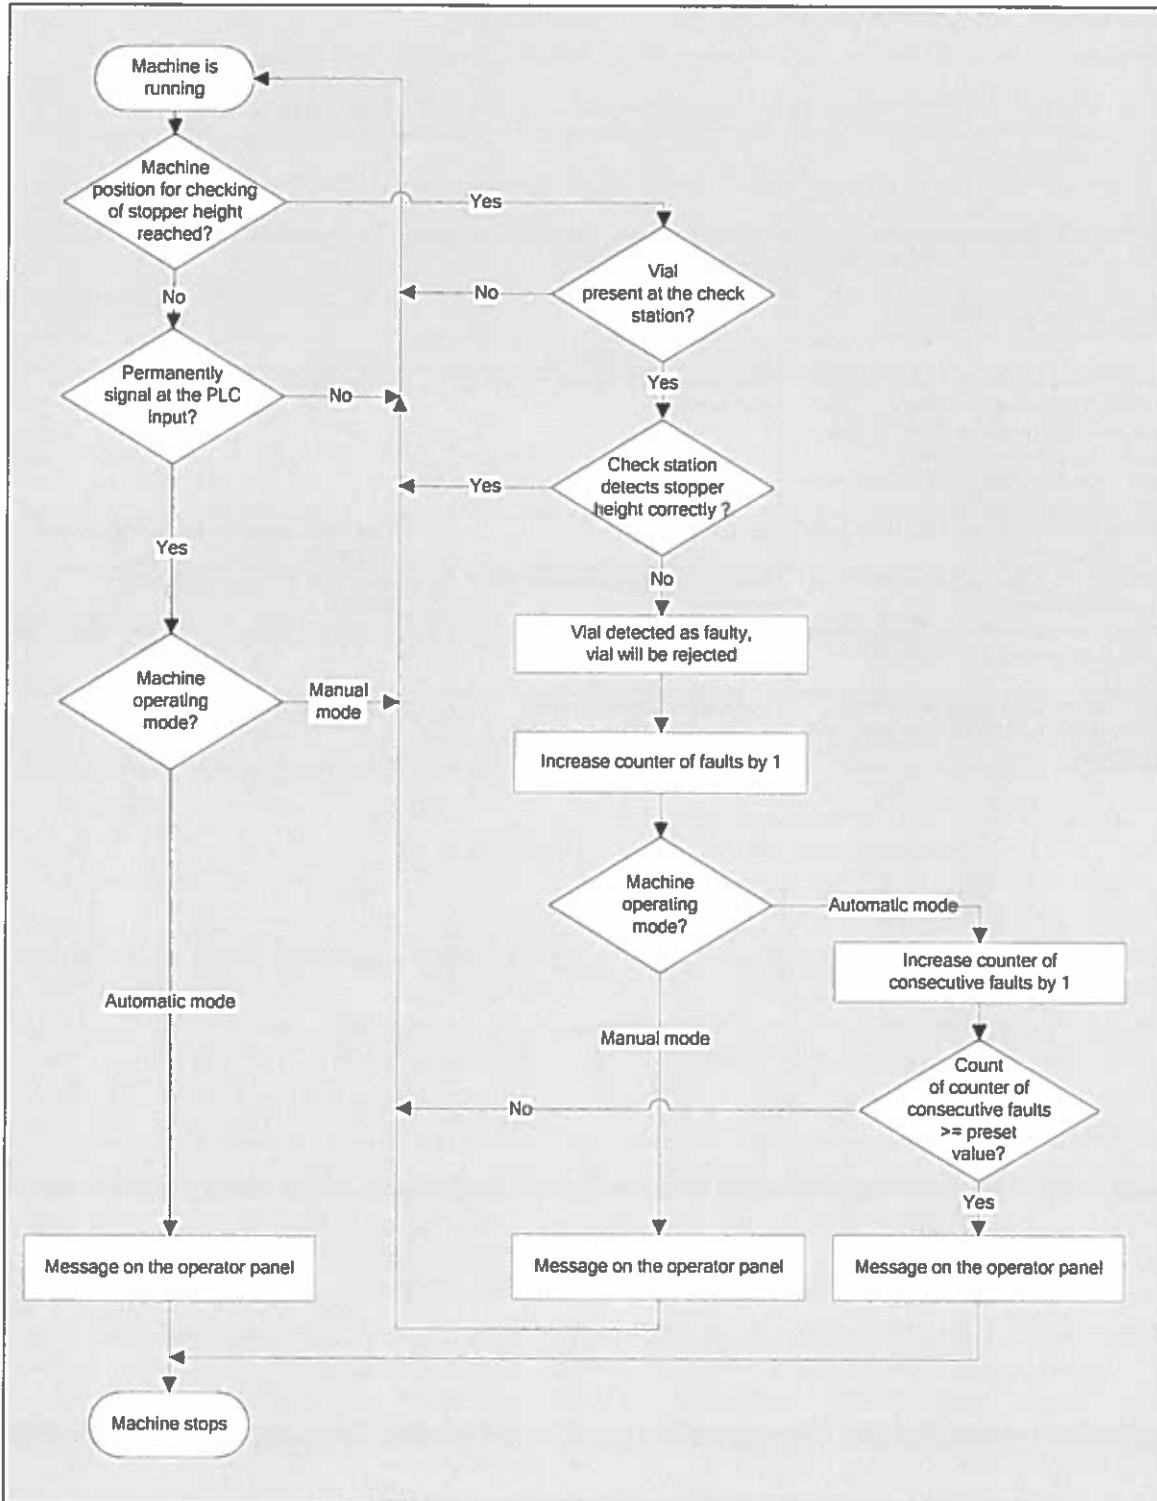 Machine is
running
Machine
position for checking
of stopper height
reached?
Yes
No
Vial
present at the check
station?
No
Yes
Permanently
signal at the PLC
input?
No
Yes
Check station
detects stopper
height correctly ?
Yes
No
Vial detected as faulty,
vial will be rejected
Machine
operating
mode?
Manual
mode
Increase counter of faults by 1
Machine
operating
mode?
Automatic mode
Increase counter of
consecutive faults by 1
Automatic mode
Manual mode
Count
of counter of
consecutive faults
>= preset
value?
No
Yes
Message on the operator panel
Message on the operator panel
Message on the operator panel
Machine stops